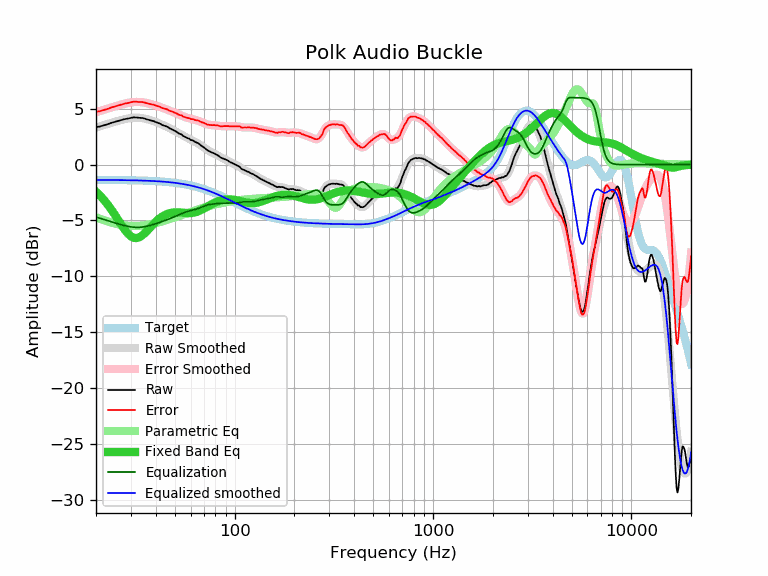 Polk Audio Buckle
5
0
−5
−10
−15
−20
−25
−30
Amplitude (dBr)
Target
Raw Smoothed
Error Smoothed
Raw
Error
Parametric Eq
Fixed Band Eq
Equalization
Equalized smoothed
100
1000
10000
Frequency (Hz)